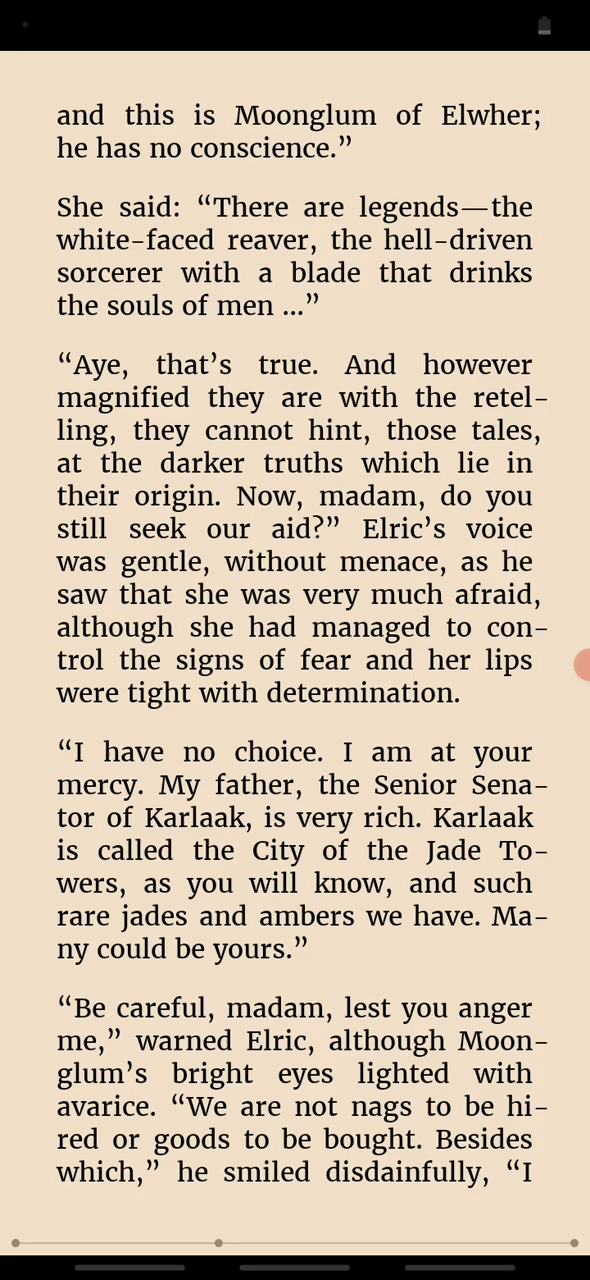 and this is Moonglum of Elwher;
he has no conscience.”
She said: “There are legends—the
white-faced reaver, the hell-driven
sorcerer with a blade that drinks
the souls of men ...”
“Aye, that’s true. And however
magnified they are with the retel-
ling, they cannot hint, those tales,
at the darker truths which lie in
their origin. Now, madam, do you
still seek our aid?” Elric’s voice
was gentle, without menace, as he
saw that she was very much afraid,
although she had managed to con-
trol the signs of fear and her lips
were tight with determination.
“I have no choice. I am at your
mercy. My father, the Senior Sena-
tor of Karlaak, is very rich. Karlaak
is called the City of the Jade To-
wers, as you will know, and such
rare jades and ambers we have. Ma-
ny could be yours.”
“Be careful, madam, lest you anger
me,” warned Elric, although Moon-
glum’s bright eyes lighted with
avarice. “We are not nags to be hi-
red or goods to be bought. Besides
which,” he smiled disdainfully, “I